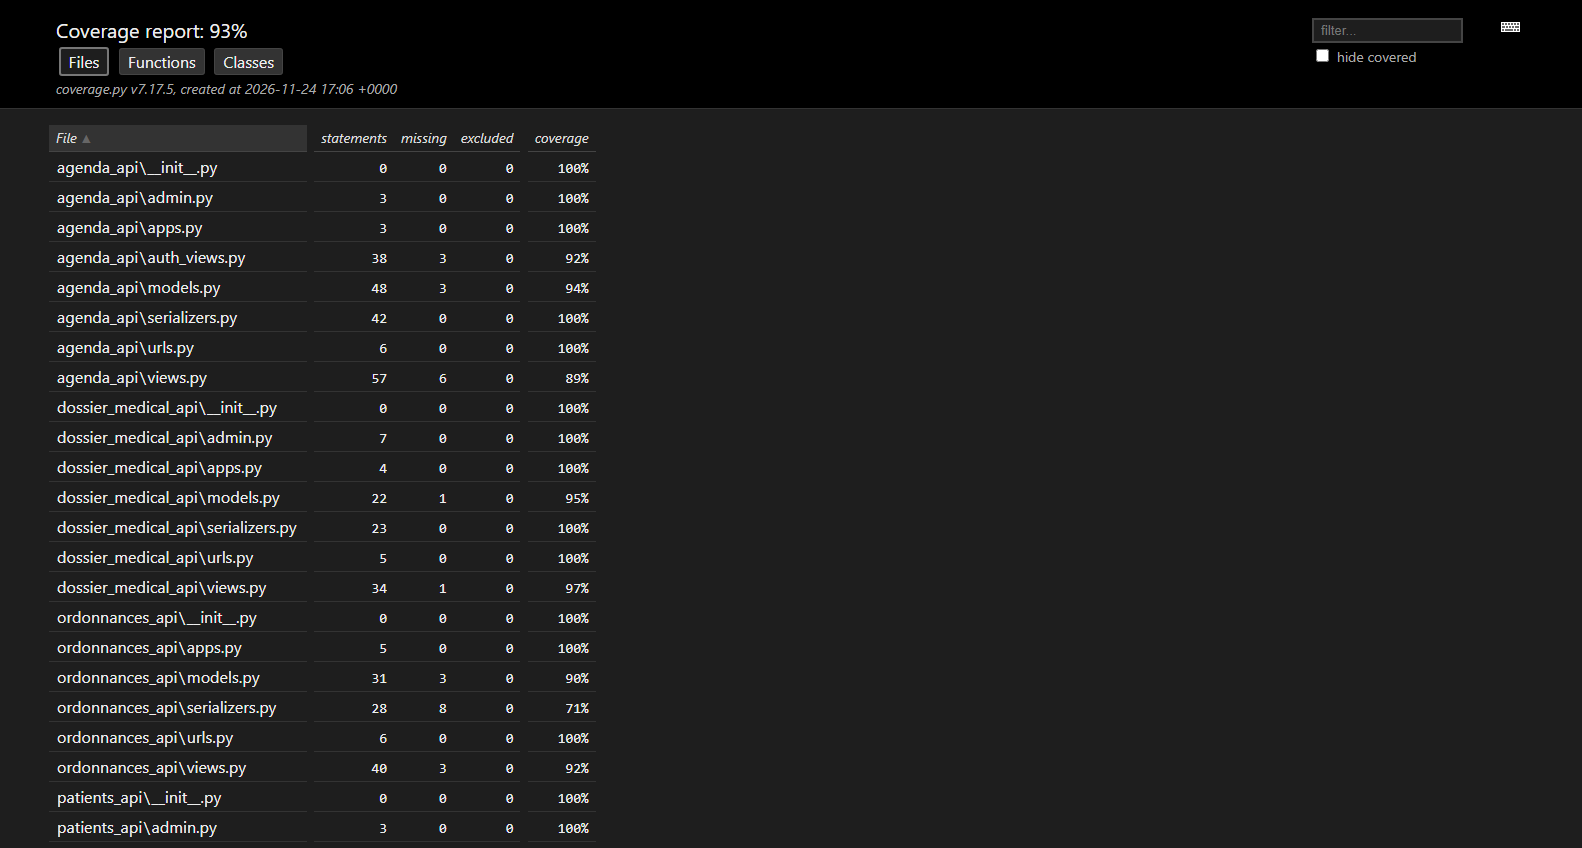 Coverage report: 93%
Files Functions Classes
coverage.py v7.17.5, created at 2026-11-24 17:06 +0000
filter...
hide covered
File ▲ statements missing excluded coverage
agenda_api\__init__.py 0 0 0 100%
agenda_api\admin.py 3 0 0 100%
agenda_api\apps.py 3 0 0 100%
agenda_api\auth_views.py 38 3 0 92%
agenda_api\models.py 48 3 0 94%
agenda_api\serializers.py 42 0 0 100%
agenda_api\urls.py 6 0 0 100%
agenda_api\views.py 57 6 0 89%
dossier_medical_api\__init__.py 0 0 0 100%
dossier_medical_api\admin.py 7 0 0 100%
dossier_medical_api\apps.py 4 0 0 100%
dossier_medical_api\models.py 22 1 0 95%
dossier_medical_api\serializers.py 23 0 0 100%
dossier_medical_api\urls.py 5 0 0 100%
dossier_medical_api\views.py 34 1 0 97%
ordonnances_api\__init__.py 0 0 0 100%
ordonnances_api\apps.py 5 0 0 100%
ordonnances_api\models.py 31 3 0 90%
ordonnances_api\serializers.py 28 8 0 71%
ordonnances_api\urls.py 6 0 0 100%
ordonnances_api\views.py 40 3 0 92%
patients_api\__init__.py 0 0 0 100%
patients_api\admin.py 3 0 0 100%